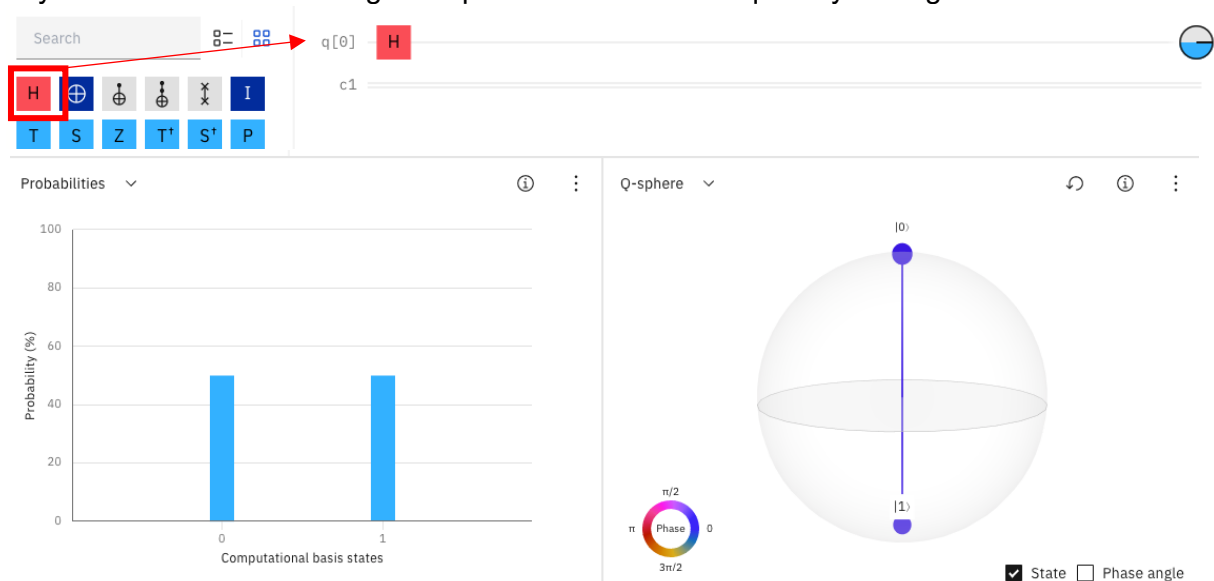 Search
q[0] H
c1
H I
T S Z T† S† P
Probabilities
Q-sphere
100
80
60
40
20
0
Probability (%)
0 1
Computational basis states
|0⟩
|1⟩
π/2
π Phase 0
3π/2
State Phase angle